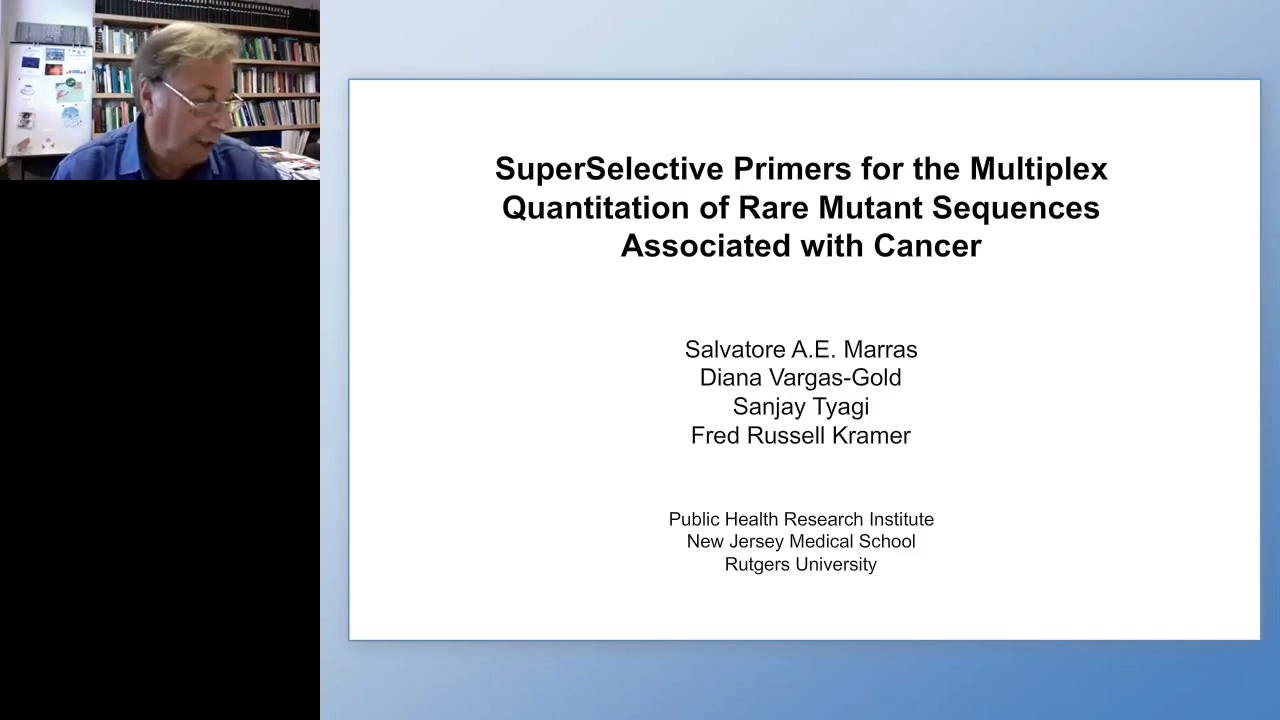 SuperSelective Primers for the Multiplex
Quantitation of Rare Mutant Sequences
Associated with Cancer
Salvatore A.E. Marras
Diana Vargas-Gold
Sanjay Tyagi
Fred Russell Kramer
Public Health Research Institute
New Jersey Medical School
Rutgers University